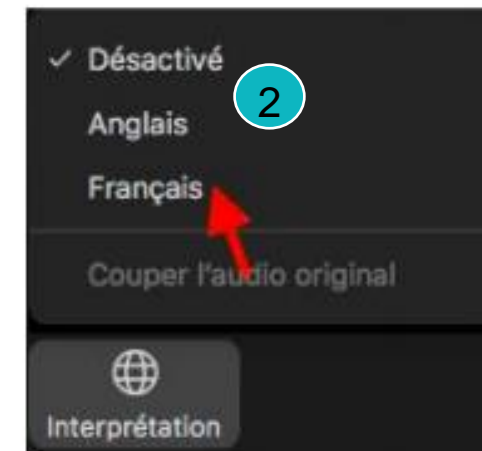 ✓ Désactivé
2
Anglais
Français
Couper l'audio original
Interprétation